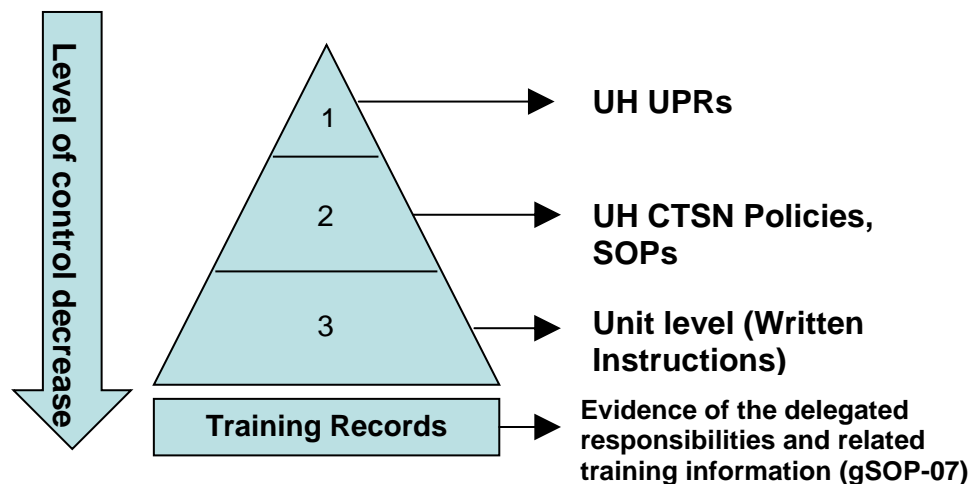 Level of control decrease
1
UH UPRs
2
UH CTSN Policies,
SOPs
3
Unit level (Written
Instructions)
Training Records
Evidence of the delegated
responsibilities and related
training information (gSOP-07)